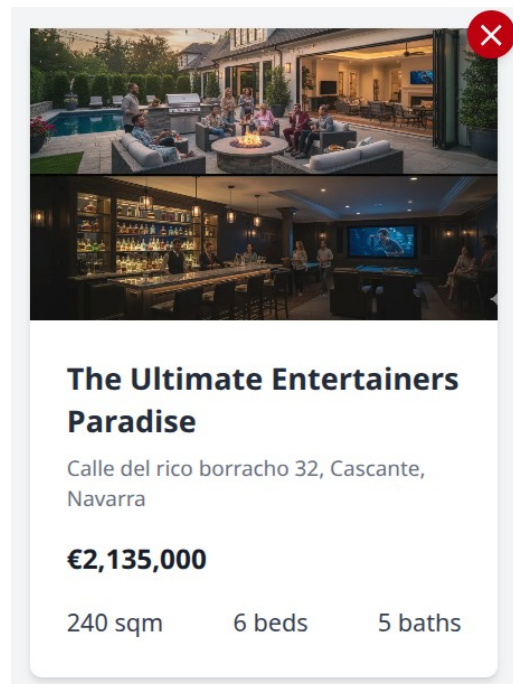 The Ultimate Entertainers
Paradise
Calle del rico borracho 32, Cascante,
Navarra
€2,135,000
240 sqm 6 beds 5 baths